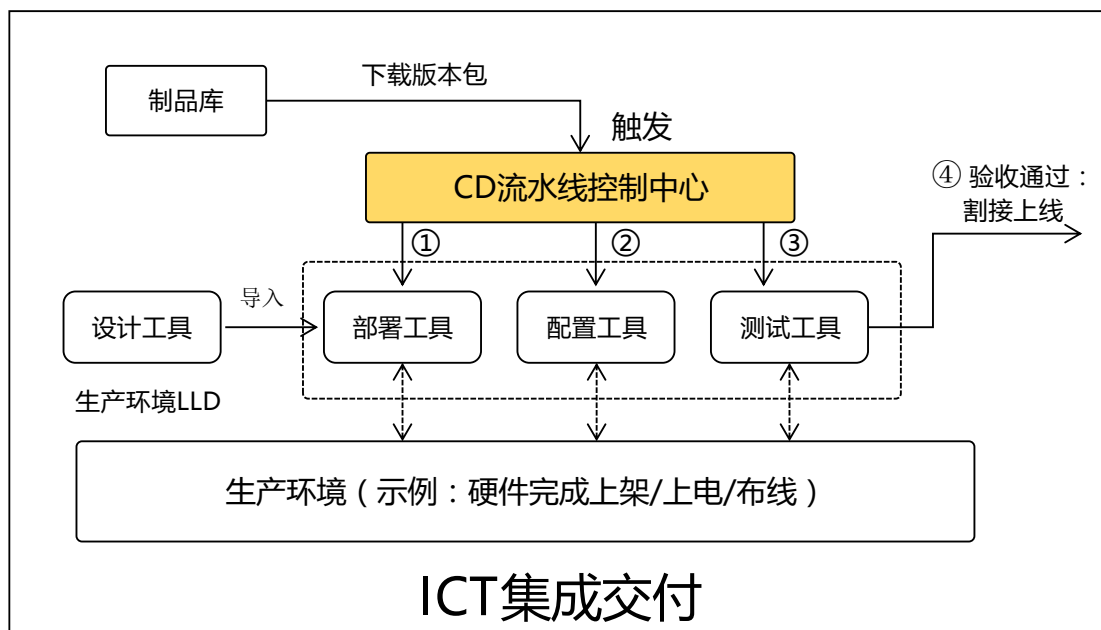 下载版本包
制品库
触发
CD流水线控制中心
④ 验收通过：
割接上线
①
②
③
导入
设计工具
部署工具
配置工具
测试工具
生产环境LLD
生产环境（示例：硬件完成上架/上电/布线）
ICT集成交付